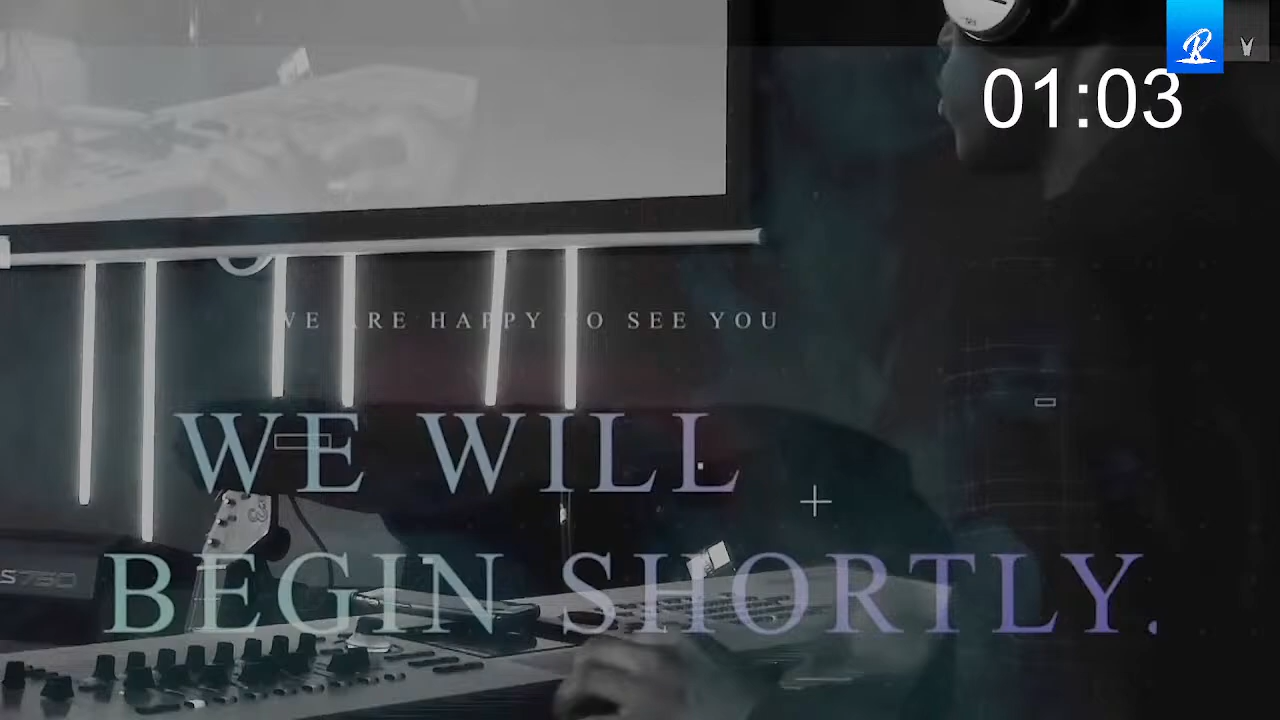 R
01:03
WE ARE HAPPY TO SEE YOU
WE WILL
BEGIN SHORTLY.